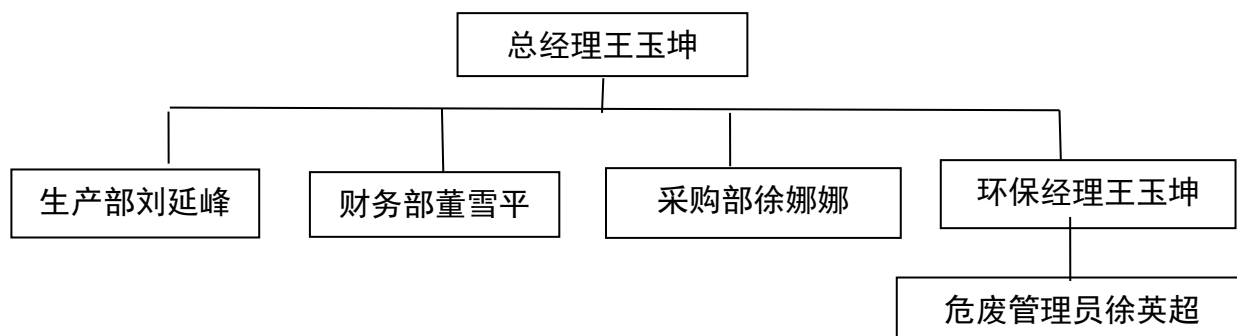 总经理王玉坤
生产部刘延峰
财务部董雪平
采购部徐娜娜
环保经理王玉坤
危废管理员徐英超